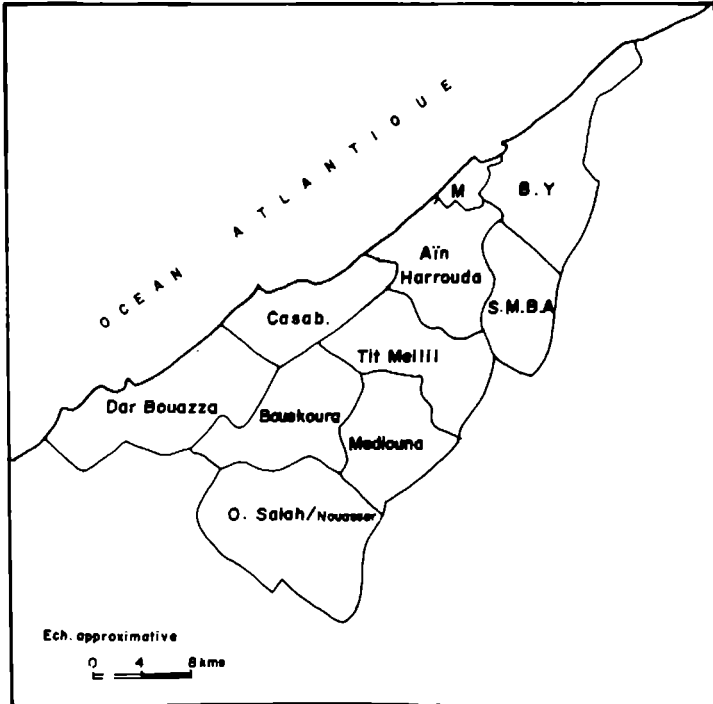 OCEAN ATLANTIQUE
M
B.Y
Aïn
Harrouda
S.M.B.A
Casab.
Tit Mellil
Dar Bouazza
Bouskoura
Mediouna
O. Salah/Nouasser
Ech. approximative
0 4 8 kms